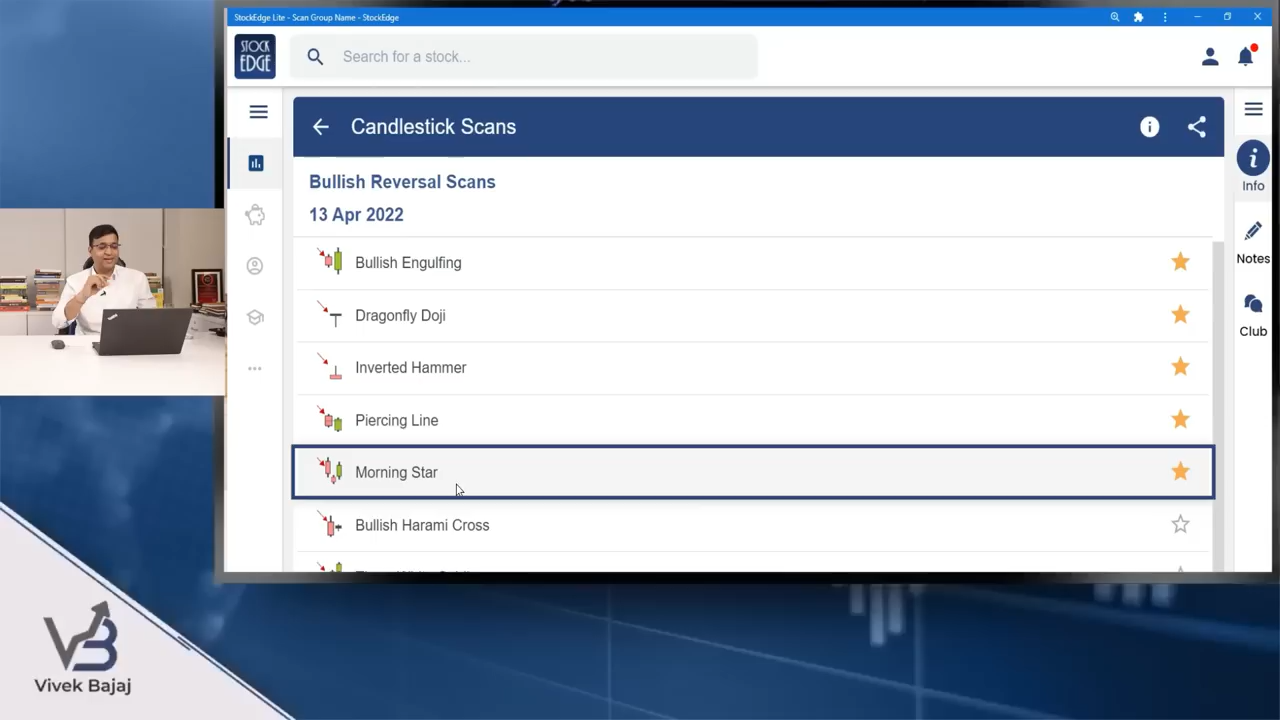 StockEdge Lite - Scan Group Name - StockEdge
STOCK
EDGE
Search for a stock...
Candlestick Scans
Bullish Reversal Scans
13 Apr 2022
Info
Bullish Engulfing
Notes
Dragonfly Doji
Club
Inverted Hammer
Piercing Line
Morning Star
Bullish Harami Cross
VB
Vivek Bajaj